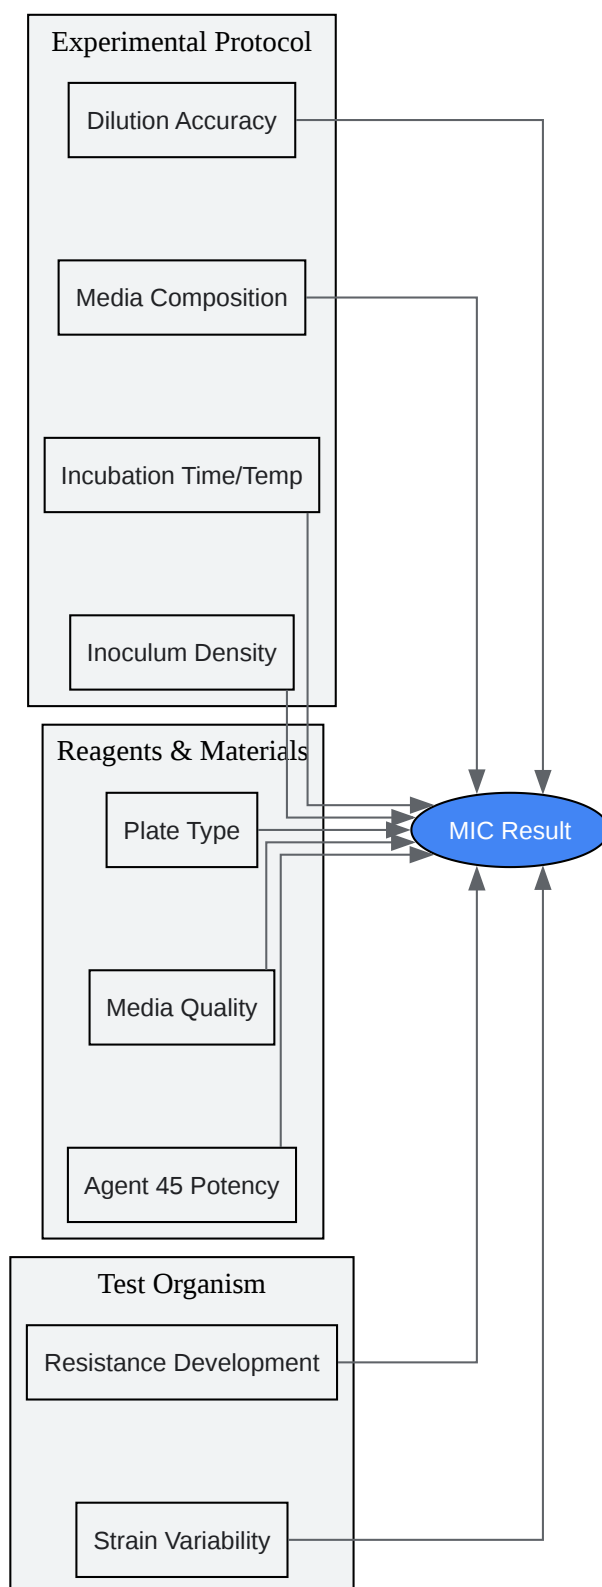 Experimental Protocol
Dilution Accuracy
Media Composition
Incubation Time/Temp
Inoculum Density
Reagents & Materials
Plate Type
MIC Result
Media Quality
Agent 45 Potency
Test Organism
Resistance Development
Strain Variability